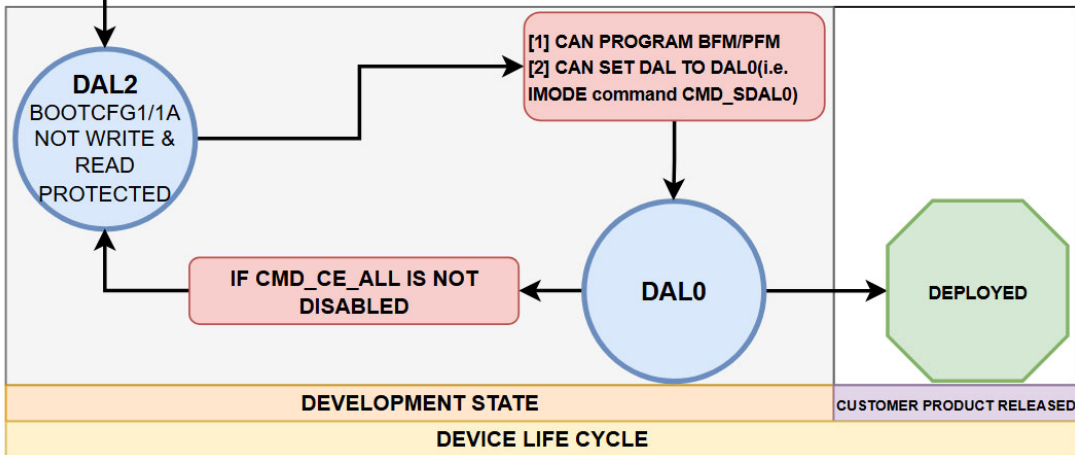 DAL2
BOOTCFG1/1A
NOT WRITE &
READ
PROTECTED
[1] CAN PROGRAM BFM/PFM
[2] CAN SET DAL TO DAL0(i.e.
IMODE command CMD_SDAL0)
IF CMD_CE_ALL IS NOT
DISABLED
DAL0
DEPLOYED
DEVELOPMENT STATE
CUSTOMER PRODUCT RELEASED
DEVICE LIFE CYCLE